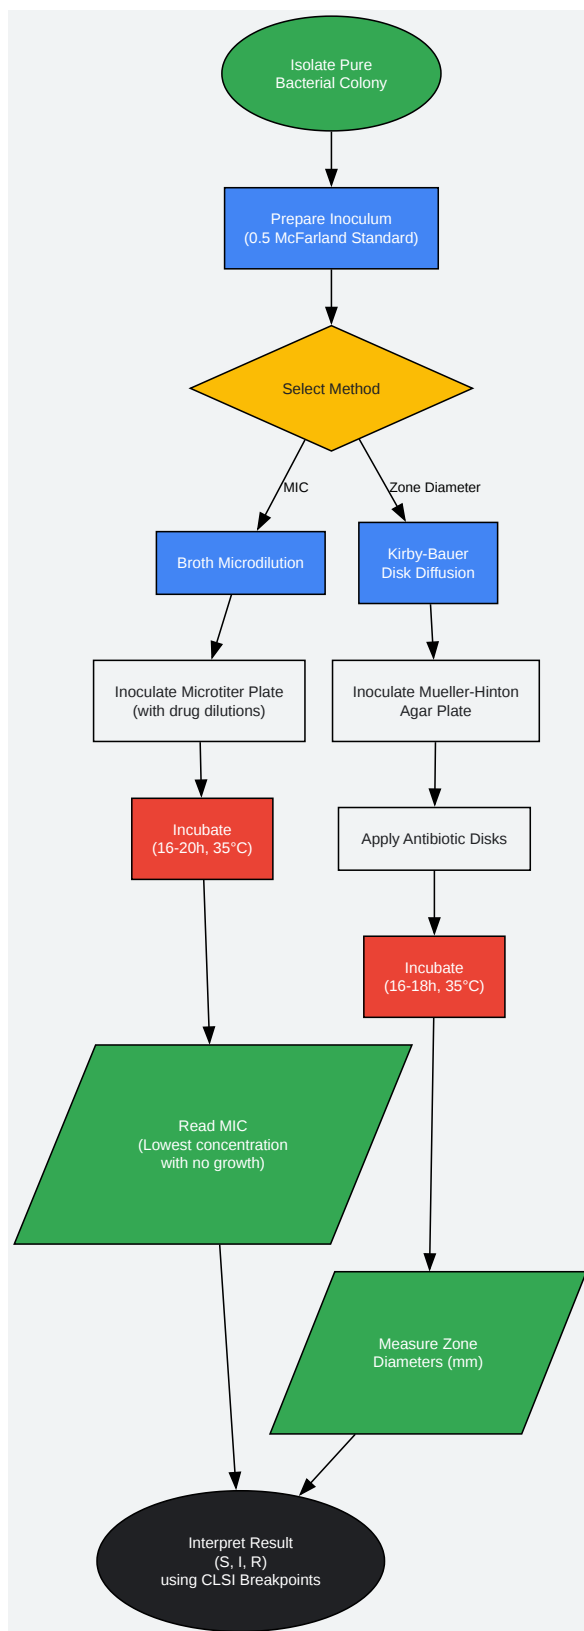 Isolate Pure
Bacterial Colony
Prepare Inoculum
(0.5 McFarland Standard)
Select Method
MIC
Zone Diameter
Broth Microdilution
Kirby-Bauer
Disk Diffusion
Inoculate Microtiter Plate
(with drug dilutions)
Inoculate Mueller-Hinton
Agar Plate
Incubate
(16-20h, 35°C)
Apply Antibiotic Disks
Incubate
(16-18h, 35°C)
Read MIC
(Lowest concentration
with no growth)
Measure Zone
Diameters (mm)
Interpret Result
(S, I, R)
using CLSI Breakpoints